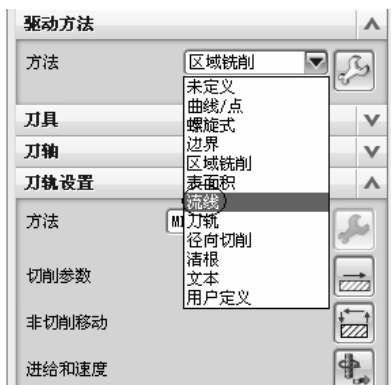 驱动方法
方法 区域铣削
未定义
曲线/点
螺旋式
边界
区域铣削
表面积
流线
刀轨
径向切削
清根
文本
用户定义
刀具
刀轴
刀轨设置
方法 MI
切削参数
非切削移动
进给和速度